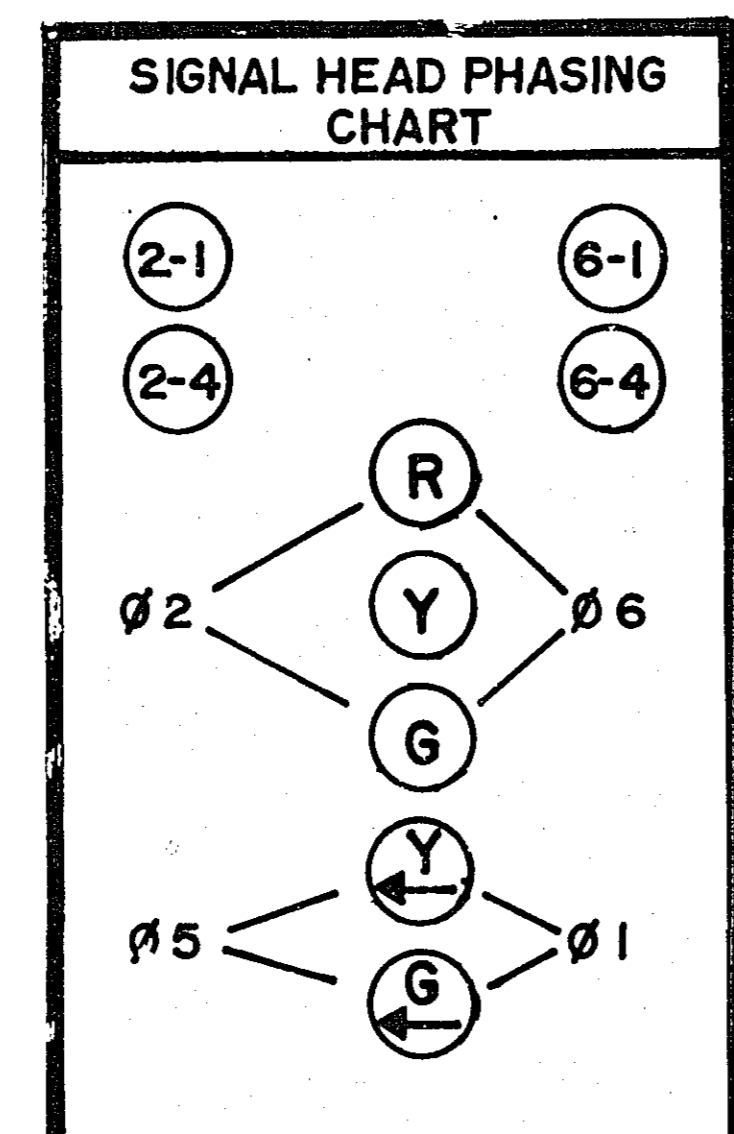 SIGNAL HEAD PHASING
CHART
2-1 6-1
2-4 6-4
R
Ø2 Y Ø6
G
Y
Ø5 Ø1
G